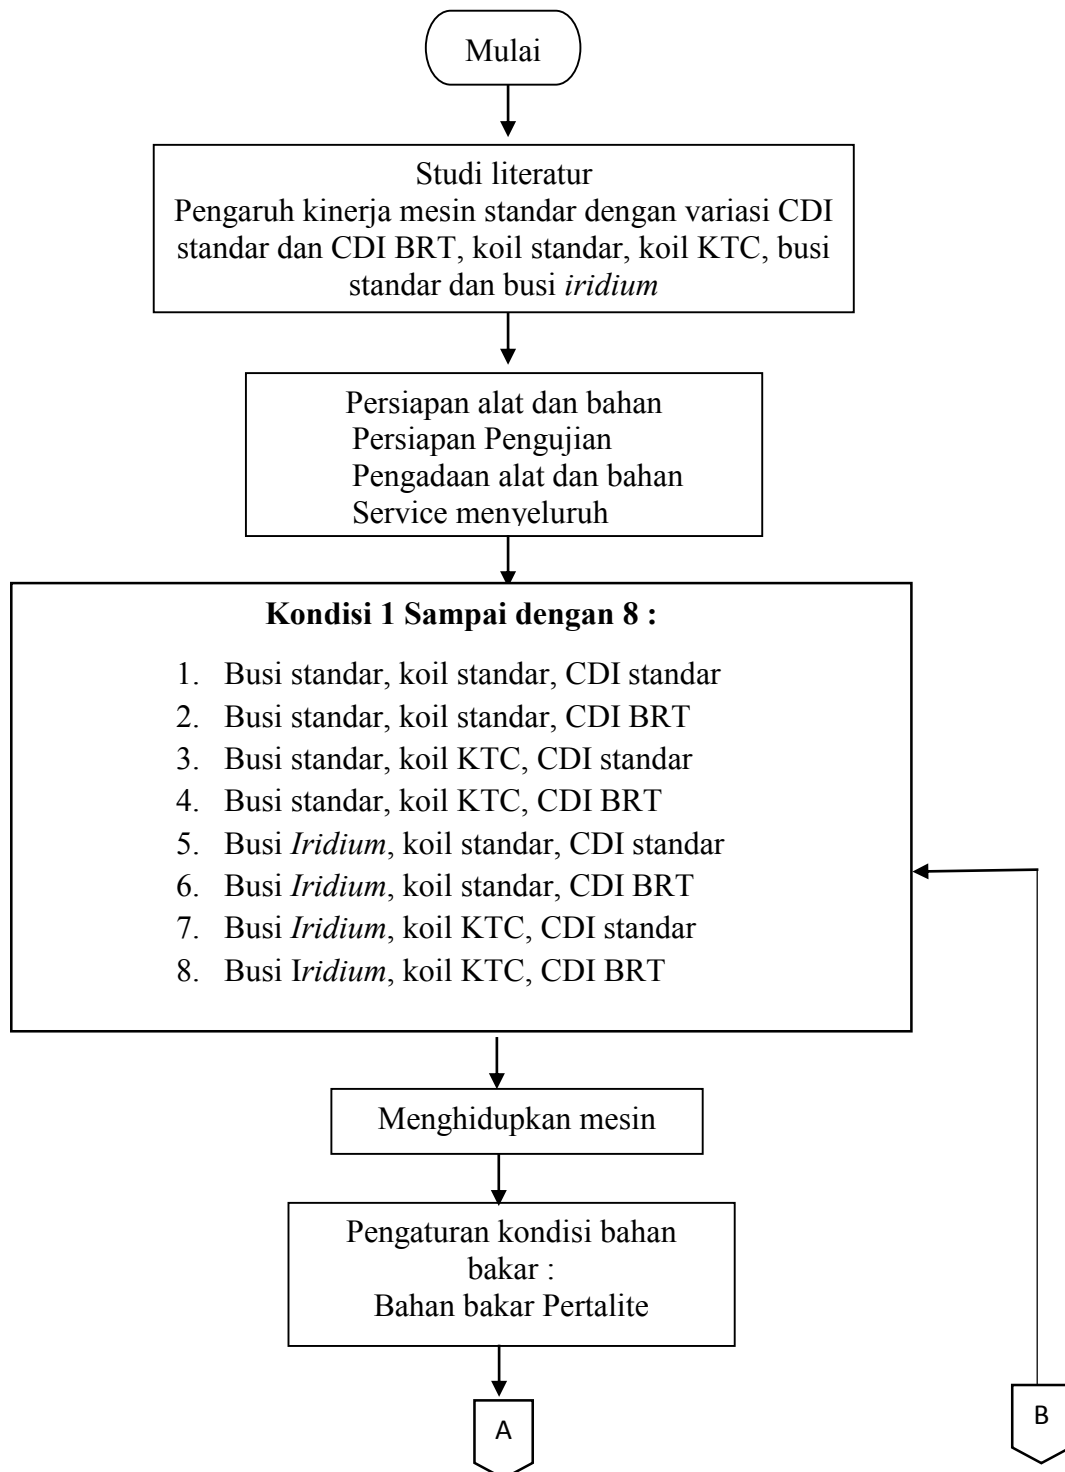 Mulai
Studi literatur
Pengaruh kinerja mesin standar dengan variasi CDI
standar dan CDI BRT, koil standar, koil KTC, busi
standar dan busi iridium
Persiapan alat dan bahan
Persiapan Pengujian
Pengadaan alat dan bahan
Service menyeluruh
Kondisi 1 Sampai dengan 8 :
1. Busi standar, koil standar, CDI standar
2. Busi standar, koil standar, CDI BRT
3. Busi standar, koil KTC, CDI standar
4. Busi standar, koil KTC, CDI BRT
5. Busi Iridium, koil standar, CDI standar
6. Busi Iridium, koil standar, CDI BRT
7. Busi Iridium, koil KTC, CDI standar
8. Busi Iridium, koil KTC, CDI BRT
Menghidupkan mesin
Pengaturan kondisi bahan
bakar :
Bahan bakar Pertalite
A
B